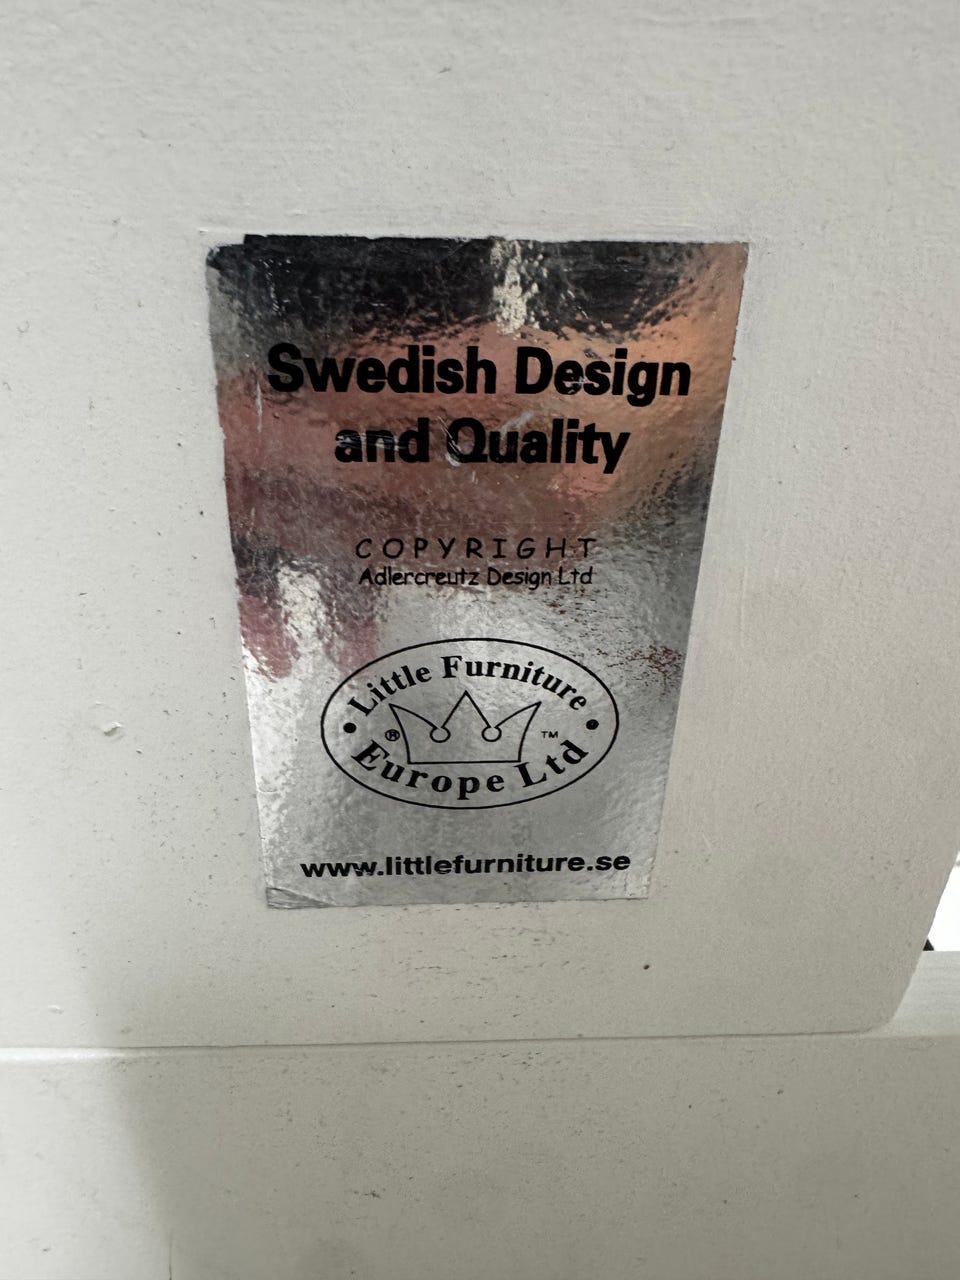 Swedish Design
and Quality
COPYRIGHT
Adlercreutz Design Ltd
Little Furniture
® ™
Europe Ltd
www.littlefurniture.se